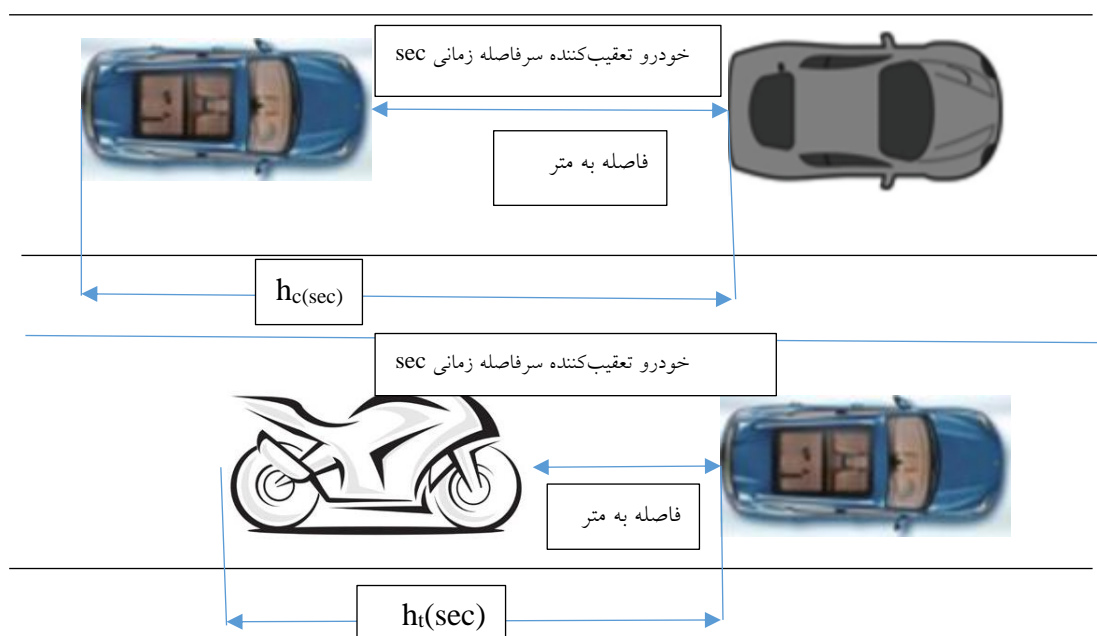 خودرو تعقیب‌کننده سرفاصله زمانی sec
فاصله به متر
hc(sec)
خودرو تعقیب‌کننده سرفاصله زمانی sec
فاصله به متر
ht(sec)